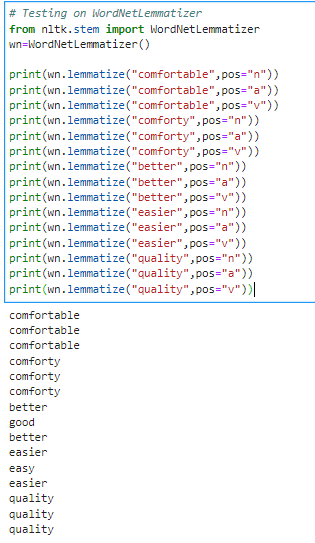 # Testing on WordNetLemmatizer
from nltk.stem import WordNetLemmatizer
wn=WordNetLemmatizer()
print(wn.lemmatize("comfortable",pos="n"))
print(wn.lemmatize("comfortable",pos="a"))
print(wn.lemmatize("comfortable",pos="v"))
print(wn.lemmatize("comforty",pos="n"))
print(wn.lemmatize("comforty",pos="a"))
print(wn.lemmatize("comforty",pos="v"))
print(wn.lemmatize("better",pos="n"))
print(wn.lemmatize("better",pos="a"))
print(wn.lemmatize("better",pos="v"))
print(wn.lemmatize("easier",pos="n"))
print(wn.lemmatize("easier",pos="a"))
print(wn.lemmatize("easier",pos="v"))
print(wn.lemmatize("quality",pos="n"))
print(wn.lemmatize("quality",pos="a"))
print(wn.lemmatize("quality",pos="v"))
comfortable
comfortable
comfortable
comforty
comforty
comforty
better
good
better
easier
easy
easier
quality
quality
quality